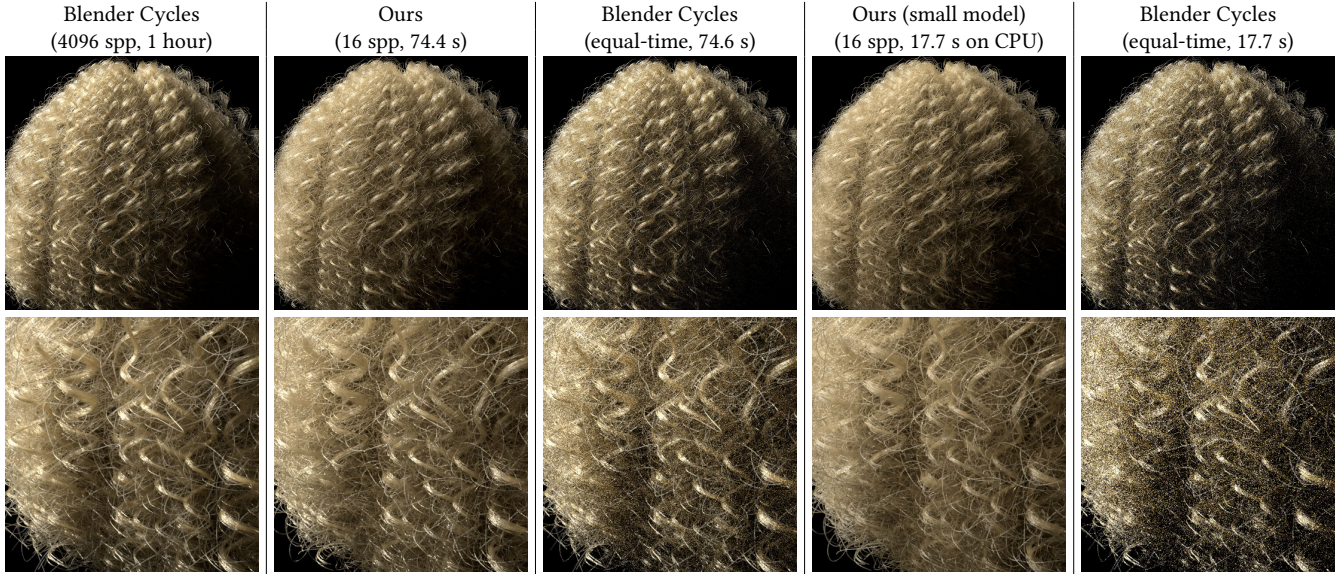 Blender Cycles
(4096 spp, 1 hour)
Ours
(16 spp, 74.4 s)
Blender Cycles
(equal-time, 74.6 s)
Ours (small model)
(16 spp, 17.7 s on CPU)
Blender Cycles
(equal-time, 17.7 s)